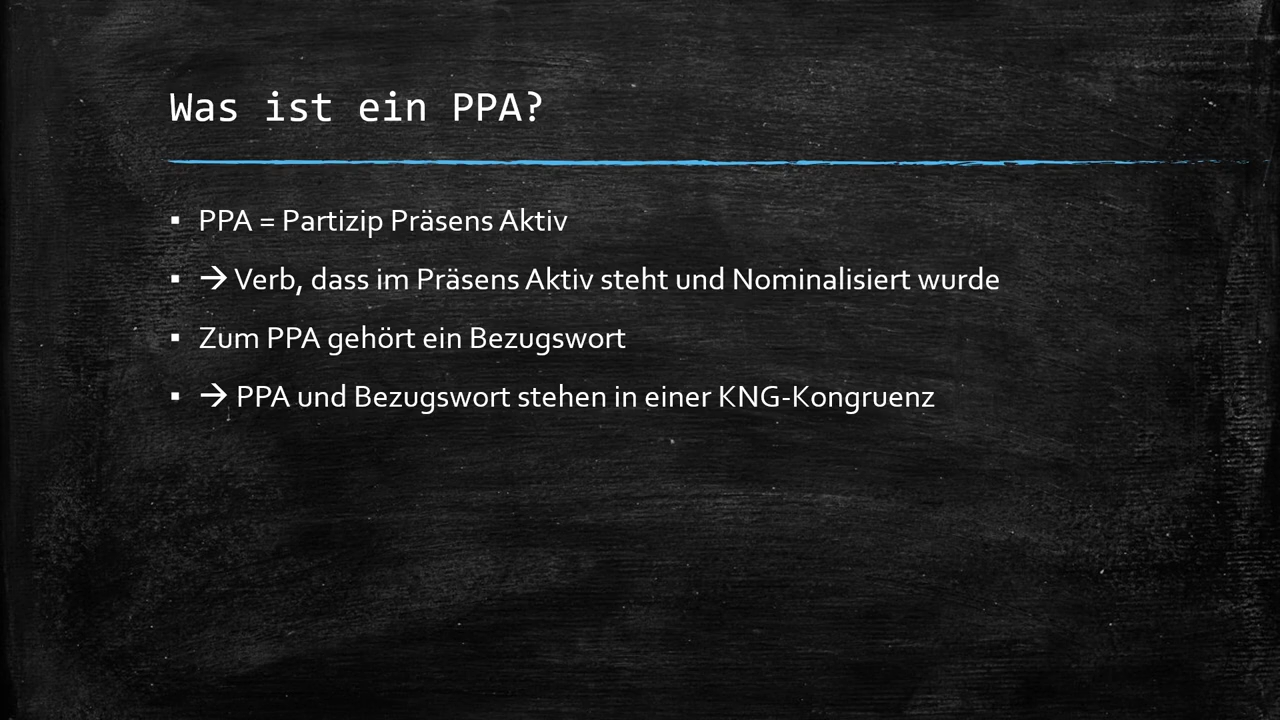 Was ist ein PPA?
▪ PPA = Partizip Präsens Aktiv
▪ → Verb, dass im Präsens Aktiv steht und Nominalisiert wurde
▪ Zum PPA gehört ein Bezugswort
▪ → PPA und Bezugswort stehen in einer KNG-Kongruenz